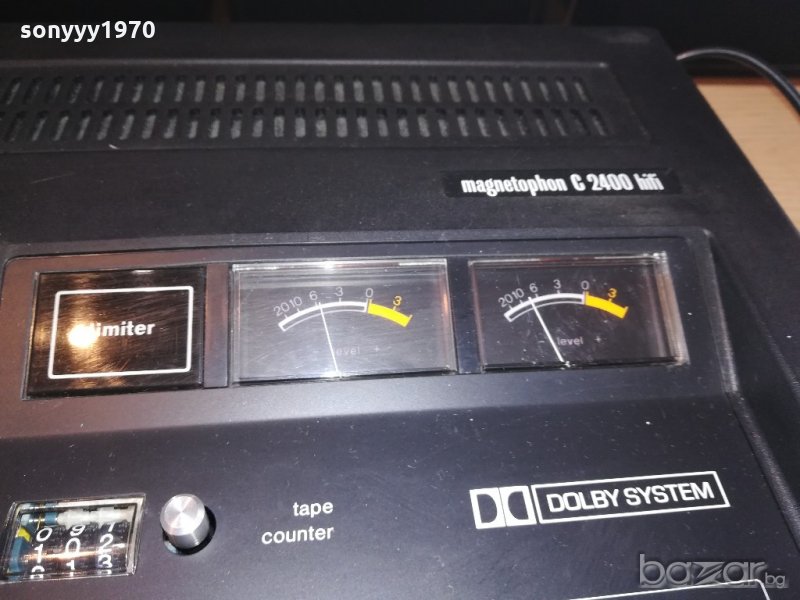 sonyyy1970
magnetophon C 2400 hifi
limiter
20 10 6 3 0 3
level
20 10 6 3 0 3
level
DOLBY SYSTEM
tape
counter
bazar.bg